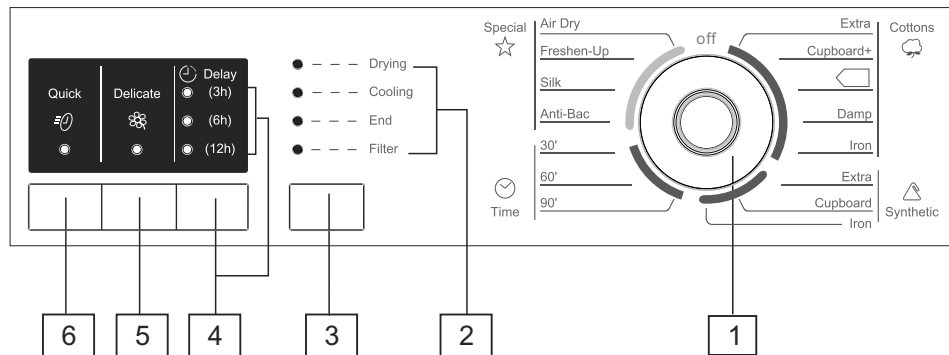 Quick
Delicate
Delay
(3h)
(6h)
(12h)
Drying
Cooling
End
Filter
Special
Air Dry
Freshen-Up
Silk
Anti-Bac
30'
60'
90'
Time
off
Extra
Cupboard+
Damp
Iron
Cottons
Extra
Cupboard
Iron
Synthetic
6
5
4
3
2
1